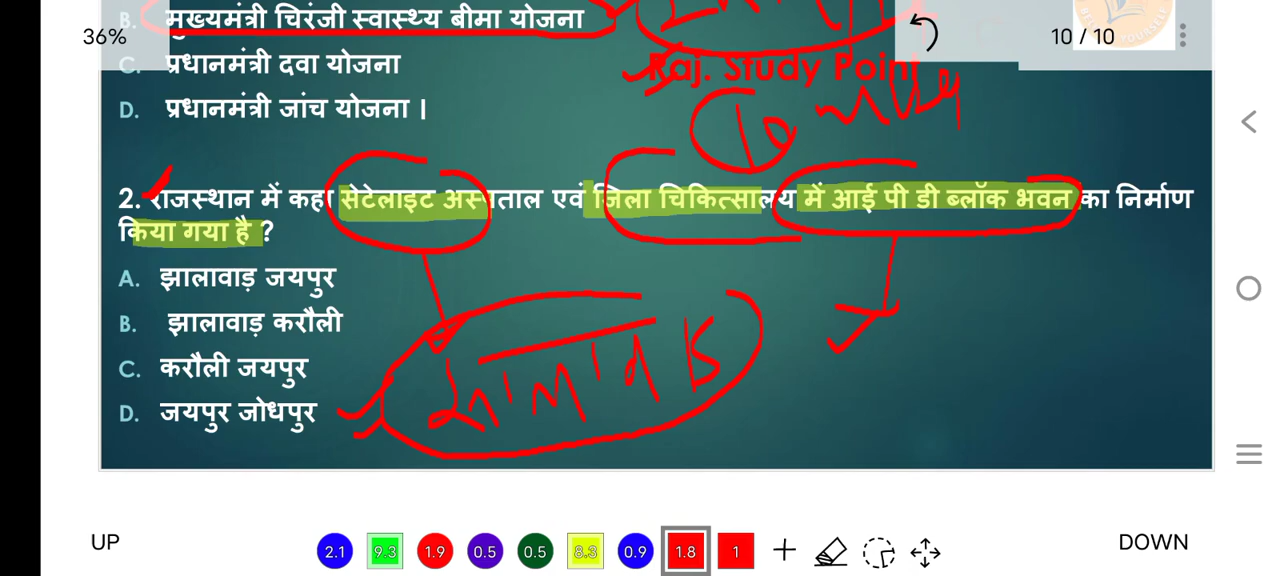 B. मुख्यमंत्री चिरंजी स्वास्थ्य बीमा योजना
36%
10 / 10
C. प्रधानमंत्री दवा योजना
Raj. Study Point
D. प्रधानमंत्री जांच योजना |
2. राजस्थान में कहा सेटेलाइट अस्पताल एवं जिला चिकित्सालय में आई पी डी ब्लॉक भवन का निर्माण
किया गया है ?
A. झालावाड़ जयपुर
B. झालावाड़ करौली
C. करौली जयपुर
D. जयपुर जोधपुर
UP
2.1 9.3 1.9 0.5 0.5 8.3 0.9 1.8 1
DOWN